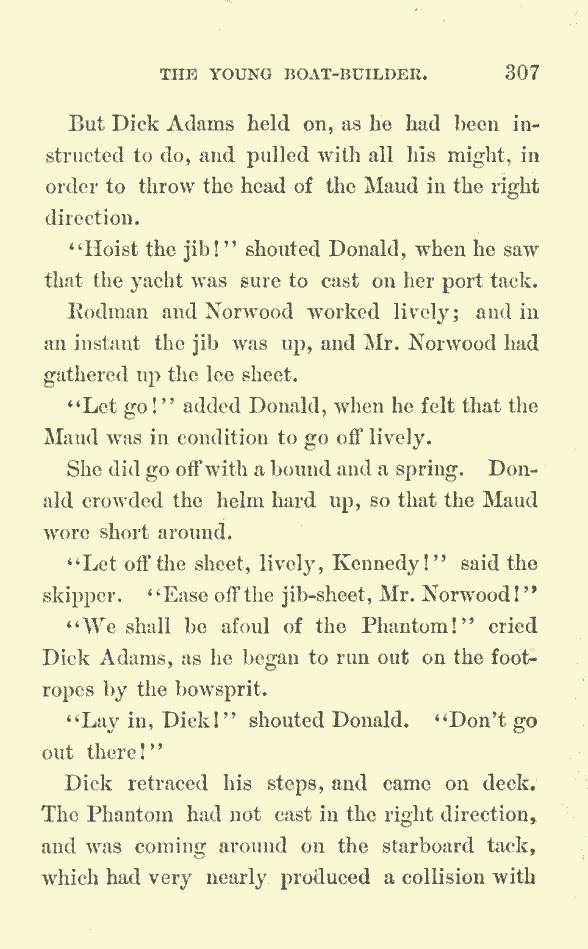 THE YOUNG BOAT-BUILDER. 307
But Dick Adams held on, as he had been in-
structed to do, and pulled with all his might, in
order to throw the head of the Maud in the right
direction.
“Hoist the jib!” shouted Donald, when he saw
that the yacht was sure to cast on her port tack.
Rodman and Norwood worked lively; and in
an instant the jib was up, and Mr. Norwood had
gathered up the lee sheet.
“Let go!” added Donald, when he felt that the
Maud was in condition to go off lively.
She did go off with a bound and a spring. Don-
ald crowded the helm hard up, so that the Maud
wore short around.
“Let off the sheet, lively, Kennedy!” said the
skipper. “Ease off the jib-sheet, Mr. Norwood!”
“We shall be afoul of the Phantom!” cried
Dick Adams, as he began to run out on the foot-
ropes by the bowsprit.
“Lay in, Dick!” shouted Donald. “Don’t go
out there!”
Dick retraced his steps, and came on deck.
The Phantom had not cast in the right direction,
and was coming around on the starboard tack,
which had very nearly produced a collision with